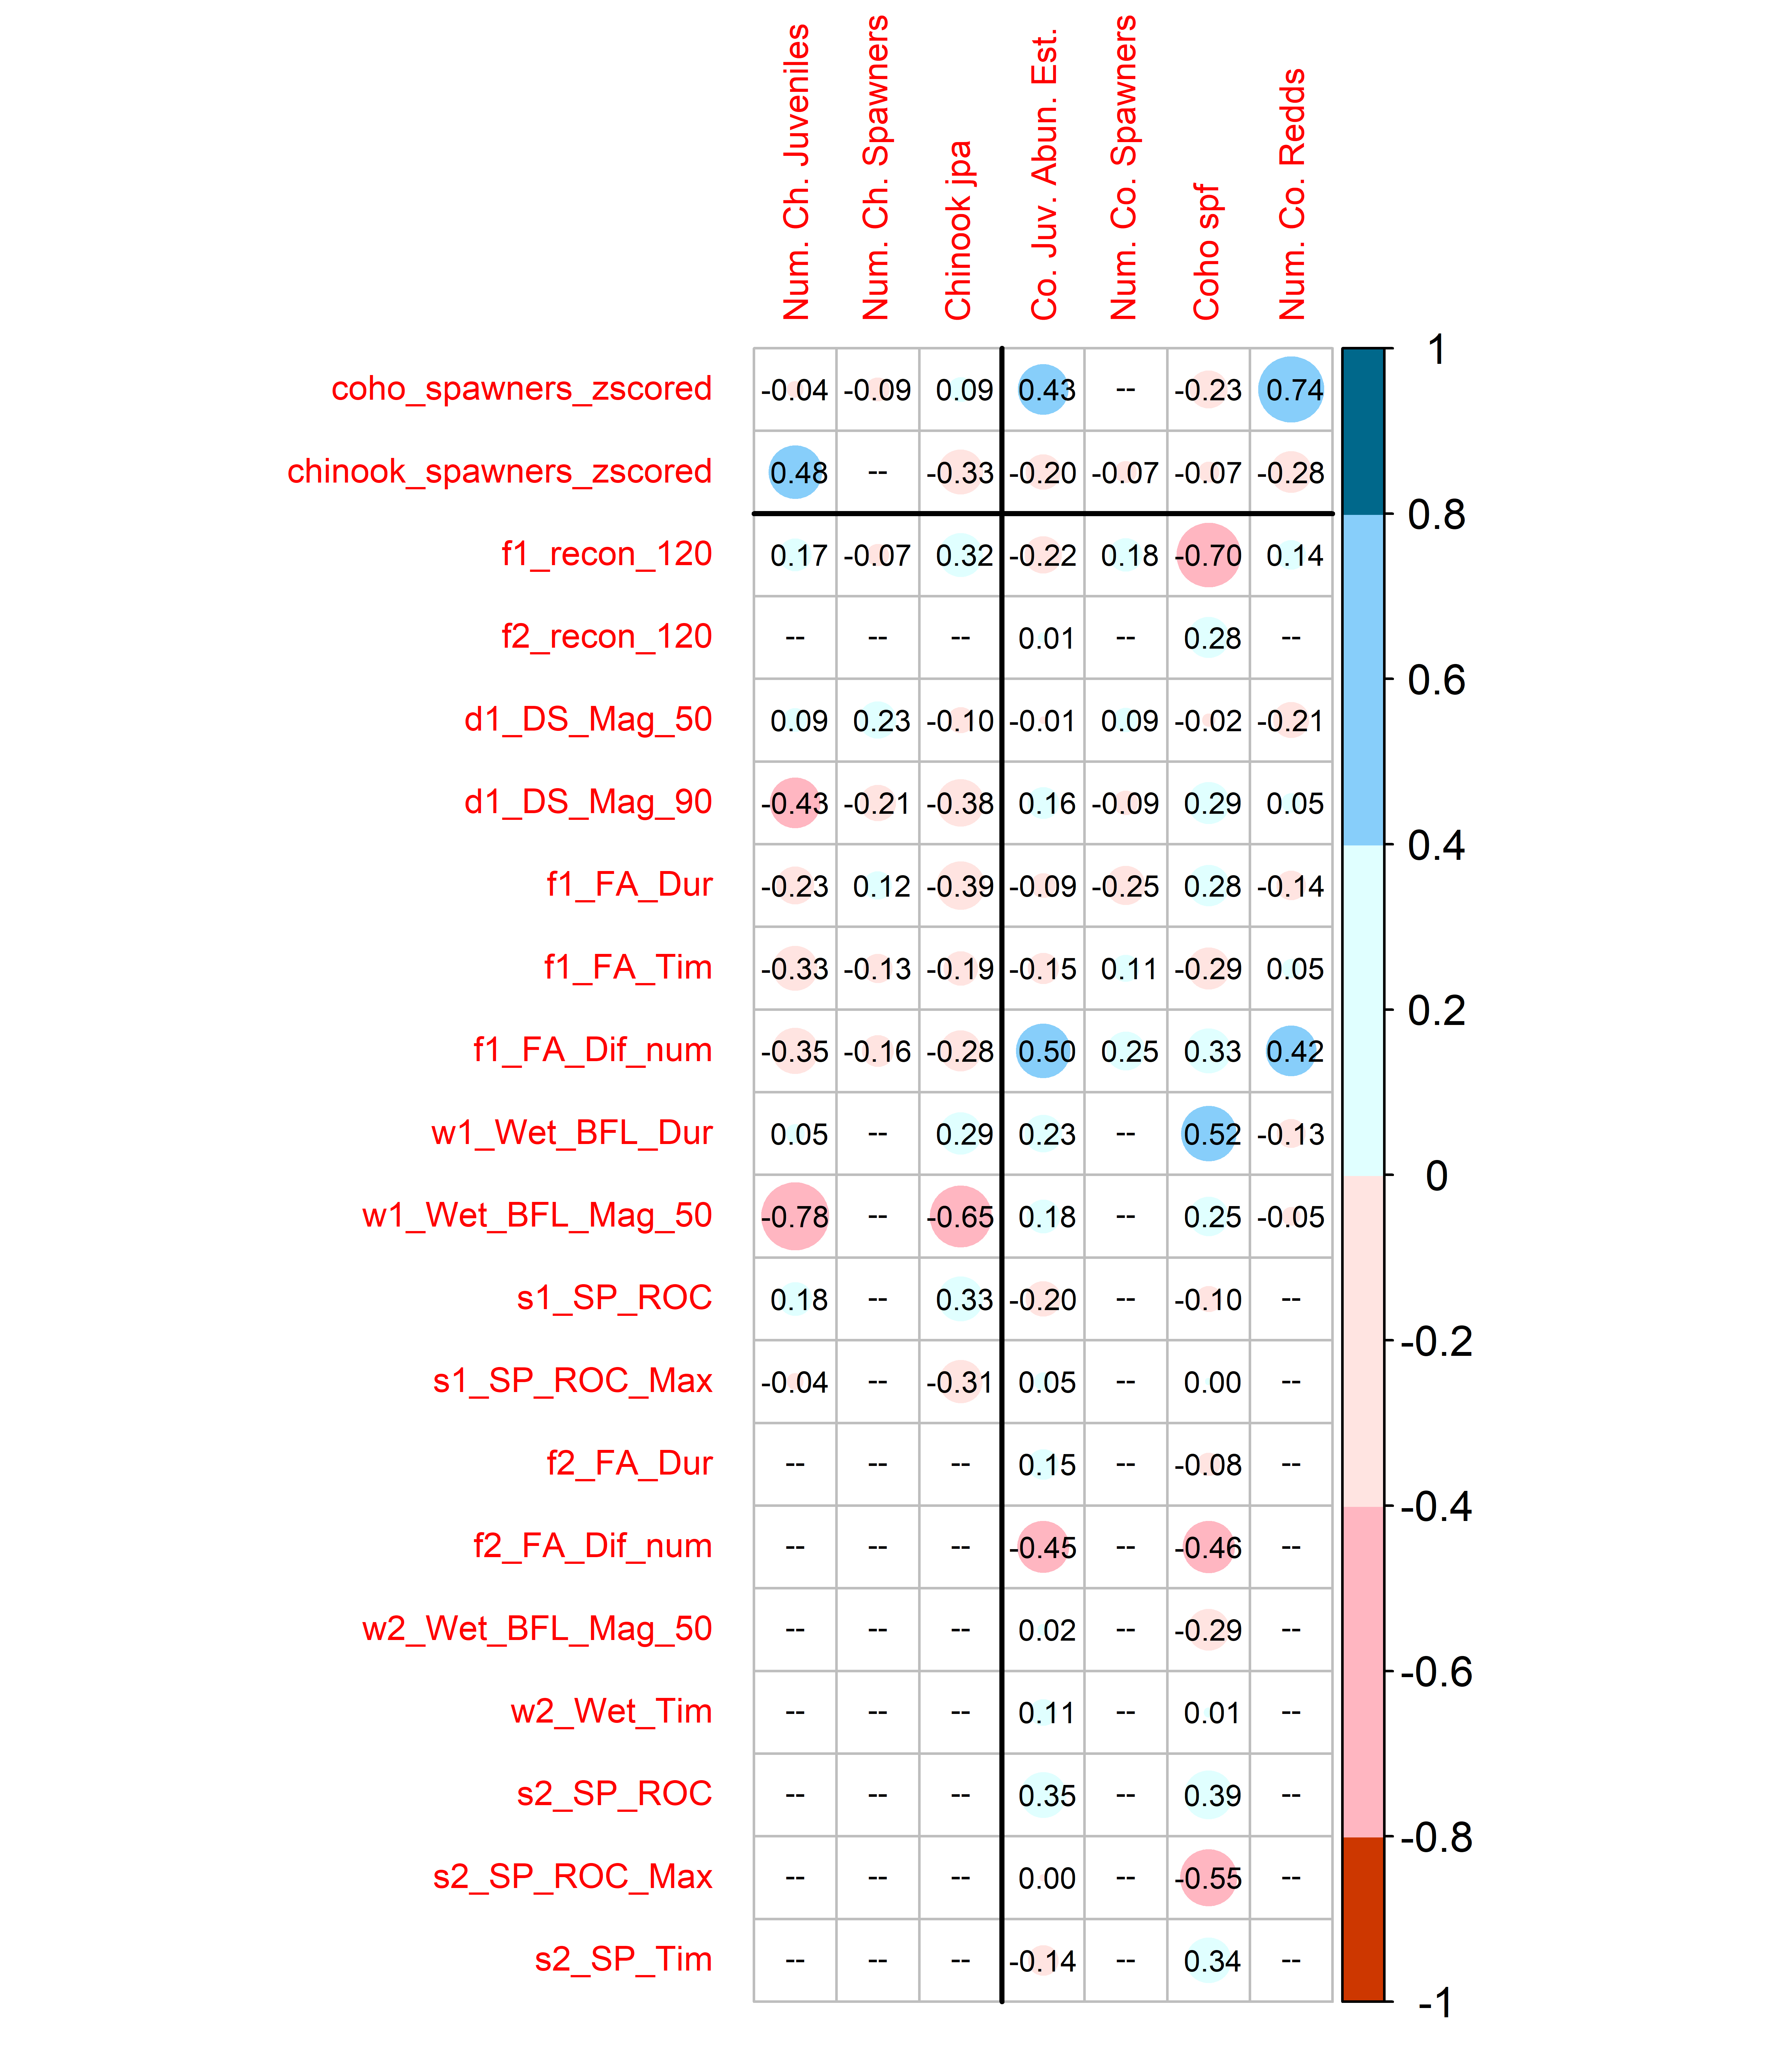 Num. Ch. Juveniles
Num. Ch. Spawners
Chinook jpa
Co. Juv. Abun. Est.
Num. Co. Spawners
Coho spf
Num. Co. Redds
coho_spawners_zscored -0.04 -0.09 0.09 0.43 -- -0.23 0.74
chinook_spawners_zscored 0.48 -- -0.33 -0.20 -0.07 -0.07 -0.28
f1_recon_120 0.17 -0.07 0.32 -0.22 0.18 -0.70 0.14
f2_recon_120 -- -- -- 0.01 -- 0.28 --
d1_DS_Mag_50 0.09 0.23 -0.10 -0.01 0.09 -0.02 -0.21
d1_DS_Mag_90 -0.43 -0.21 -0.38 0.16 -0.09 0.29 0.05
f1_FA_Dur -0.23 0.12 -0.39 -0.09 -0.25 0.28 -0.14
f1_FA_Tim -0.33 -0.13 -0.19 -0.15 0.11 -0.29 0.05
f1_FA_Dif_num -0.35 -0.16 -0.28 0.50 0.25 0.33 0.42
w1_Wet_BFL_Dur 0.05 -- 0.29 0.23 -- 0.52 -0.13
w1_Wet_BFL_Mag_50 -0.78 -- -0.65 0.18 -- 0.25 -0.05
s1_SP_ROC 0.18 -- 0.33 -0.20 -- -0.10 --
s1_SP_ROC_Max -0.04 -- -0.31 0.05 -- 0.00 --
f2_FA_Dur -- -- -- 0.15 -- -0.08 --
f2_FA_Dif_num -- -- -- -0.45 -- -0.46 --
w2_Wet_BFL_Mag_50 -- -- -- 0.02 -- -0.29 --
w2_Wet_Tim -- -- -- 0.11 -- 0.01 --
s2_SP_ROC -- -- -- 0.35 -- 0.39 --
s2_SP_ROC_Max -- -- -- 0.00 -- -0.55 --
s2_SP_Tim -- -- -- -0.14 -- 0.34 --
1
0.8
0.6
0.4
0.2
0
-0.2
-0.4
-0.6
-0.8
-1